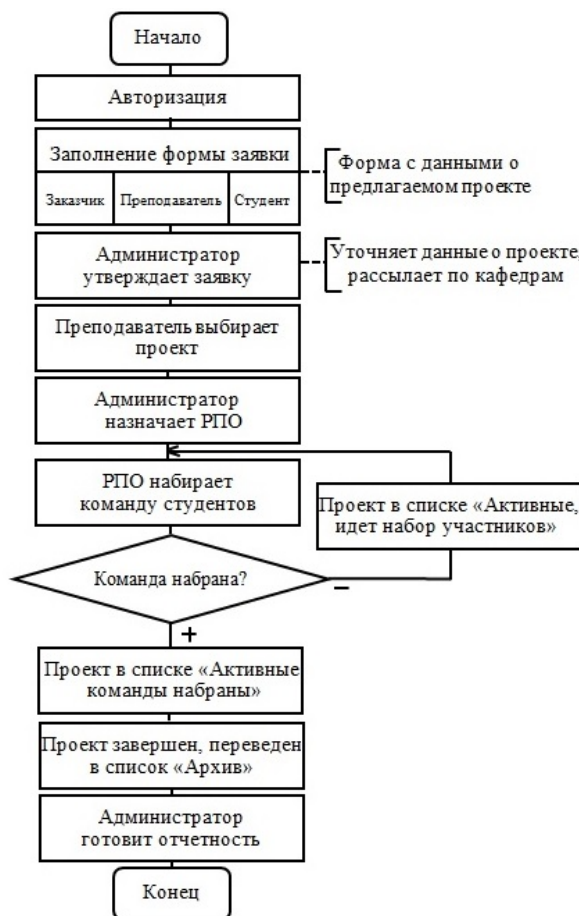 Начало
Авторизация
Заполнение формы заявки
Форма с данными о
предлагаемом проекте
Заказчик
Преподаватель
Студент
Администратор
утверждает заявку
Уточняет данные о проекте,
рассылает по кафедрам
Преподаватель выбирает
проект
Администратор
назначает РПО
РПО набирает
команду студентов
Проект в списке «Активные,
идет набор участников»
Команда набрана?
–
+
Проект в списке «Активные
команды набраны»
Проект завершен, переведен
в список «Архив»
Администратор
готовит отчетность
Конец